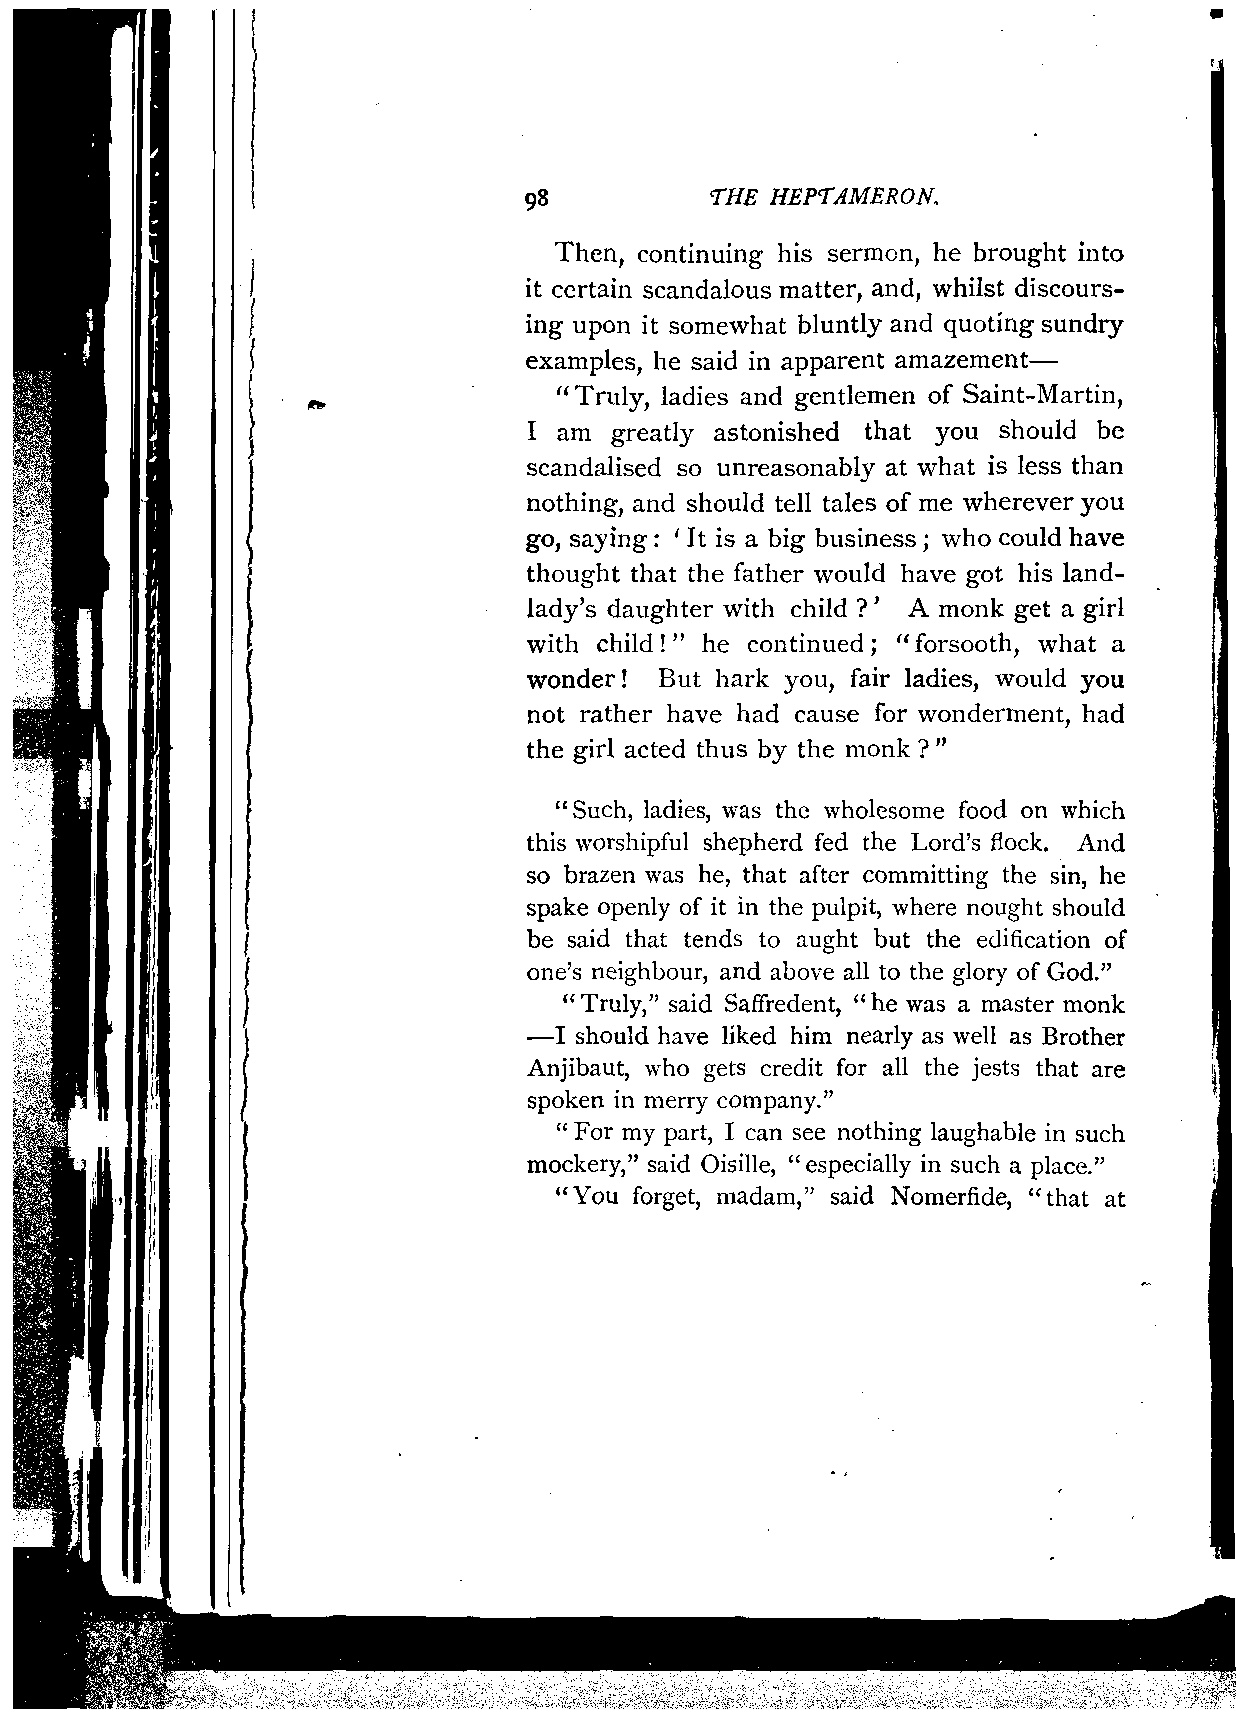 98 THE HEPTAMERON.
Then, continuing his sermon, he brought into
it certain scandalous matter, and, whilst discours-
ing upon it somewhat bluntly and quoting sundry
examples, he said in apparent amazement—
"Truly, ladies and gentlemen of Saint-Martin,
I am greatly astonished that you should be
scandalised so unreasonably at what is less than
nothing, and should tell tales of me wherever you
go, saying: 'It is a big business; who could have
thought that the father would have got his land-
lady's daughter with child?' A monk get a girl
with child!" he continued; "forsooth, what a
wonder! But hark you, fair ladies, would you
not rather have had cause for wonderment, had
the girl acted thus by the monk?"
"Such, ladies, was the wholesome food on which
this worshipful shepherd fed the Lord's flock. And
so brazen was he, that after committing the sin, he
spake openly of it in the pulpit, where nought should
be said that tends to aught but the edification of
one's neighbour, and above all to the glory of God."
"Truly," said Saffredent, "he was a master monk
—I should have liked him nearly as well as Brother
Anjibaut, who gets credit for all the jests that are
spoken in merry company."
"For my part, I can see nothing laughable in such
mockery," said Oisille, "especially in such a place."
"You forget, madam," said Nomerfide, "that at